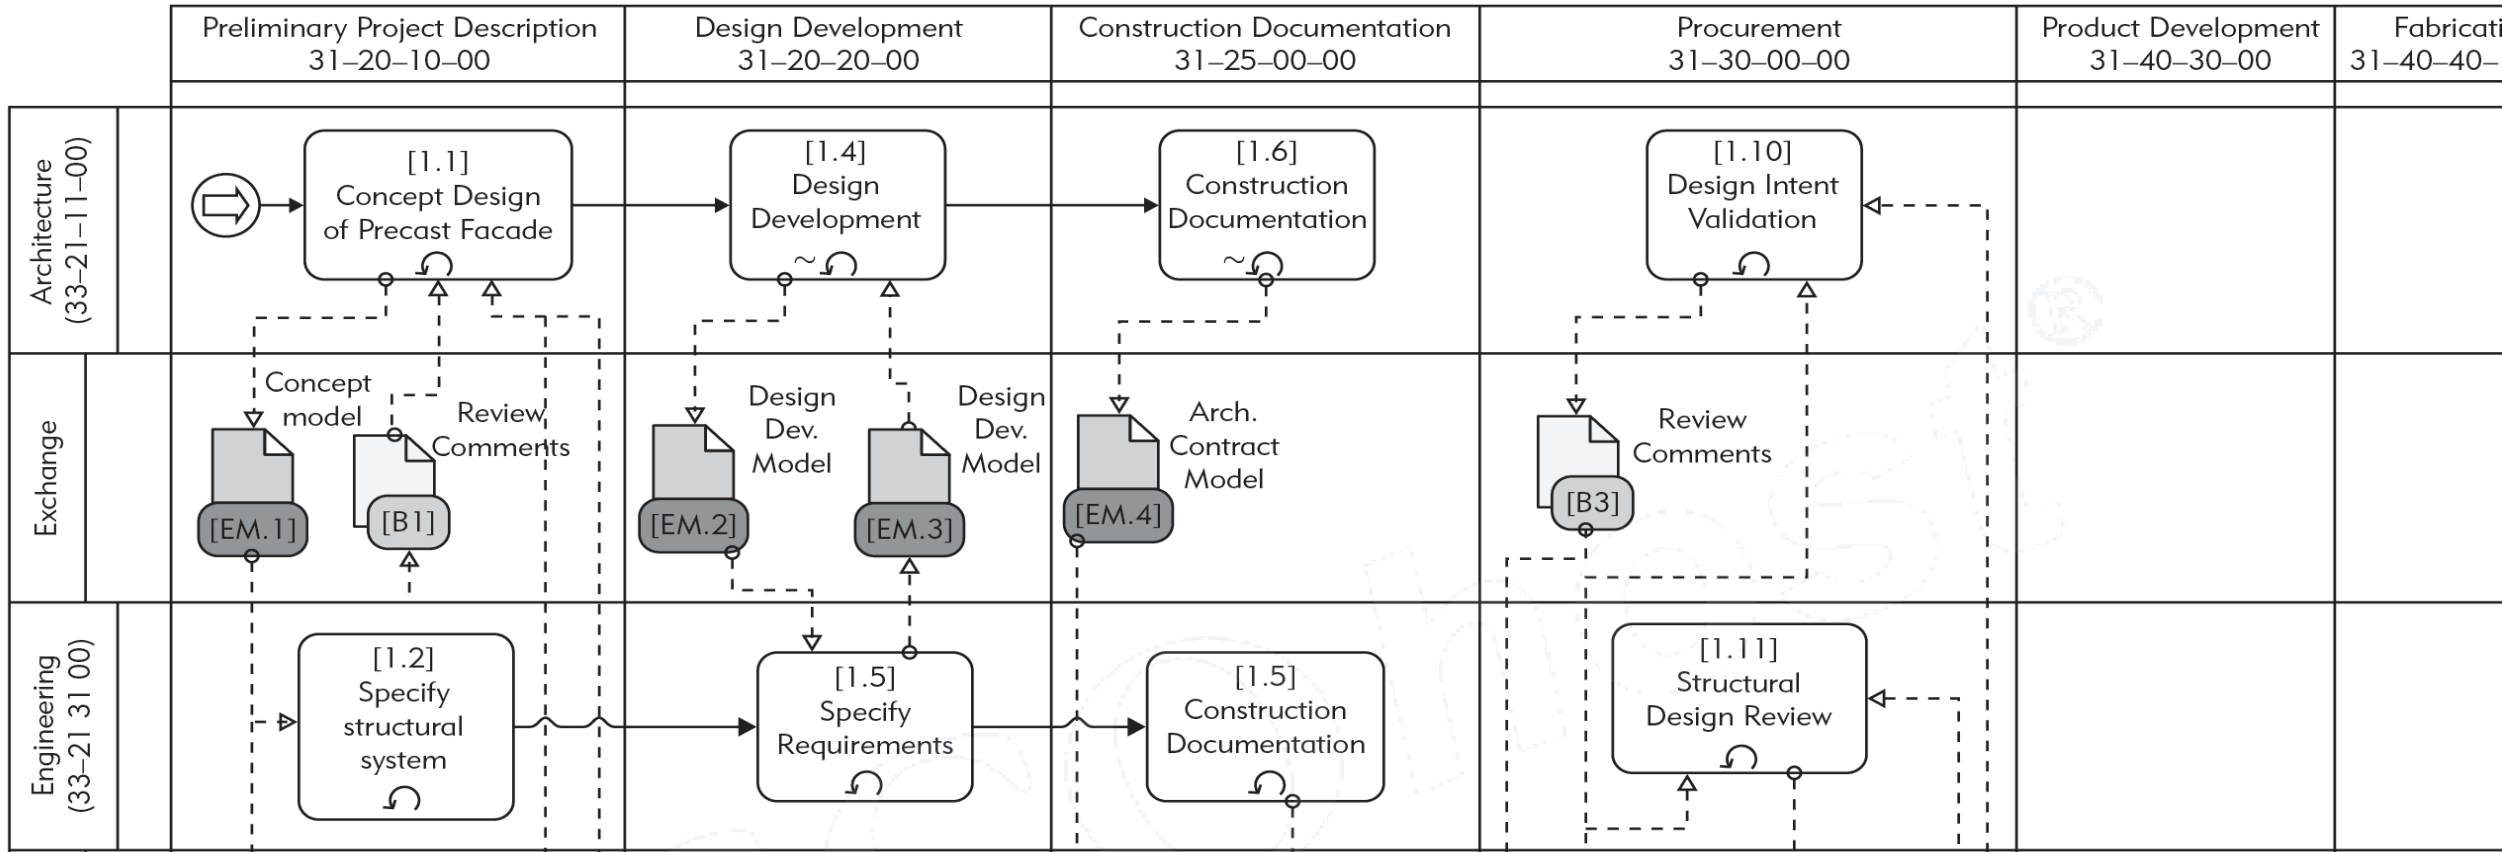 Preliminary Project Description
31–20–10–00
Design Development
31–20–20–00
Construction Documentation
31–25–00–00
Procurement
31–30–00–00
Product Development
31–40–30–00
Fabricati
31–40–40–
Architecture
(33–21–11–00)
[1.1]
Concept Design
of Precast Facade
[1.4]
Design
Development
~
[1.6]
Construction
Documentation
~
[1.10]
Design Intent
Validation
Exchange
Concept
model
[EM.1]
Review
Comments
[B1]
Design
Dev.
Model
[EM.2]
Design
Dev.
Model
[EM.3]
Arch.
Contract
Model
[EM.4]
Review
Comments
[B3]
Engineering
(33–21 31 00)
[1.2]
Specify
structural
system
[1.5]
Specify
Requirements
[1.5]
Construction
Documentation
[1.11]
Structural
Design Review